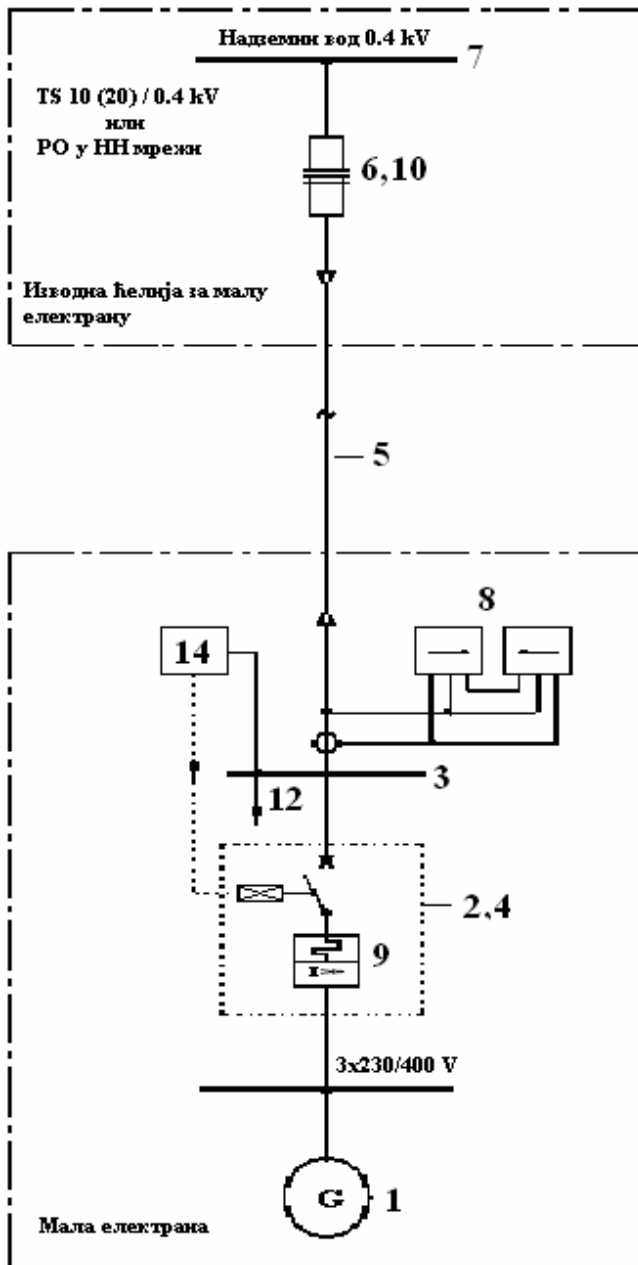 Надземни вод 0.4 kV
7
TS 10 (20) / 0.4 kV
или
РО у НН мрежи
6,10
Изводна ћелија за малу
електрану
5
8
14
3
12
2,4
9
I>
3x230/400 V
G
1
Мала електрана